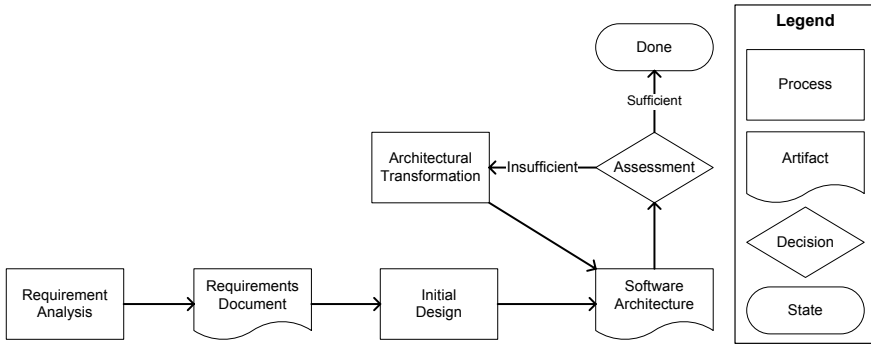 Done
Sufficient
Architectural
Transformation
Insufficient
Assessment
Requirement
Analysis
Requirements
Document
Initial
Design
Software
Architecture
Legend
Process
Artifact
Decision
State